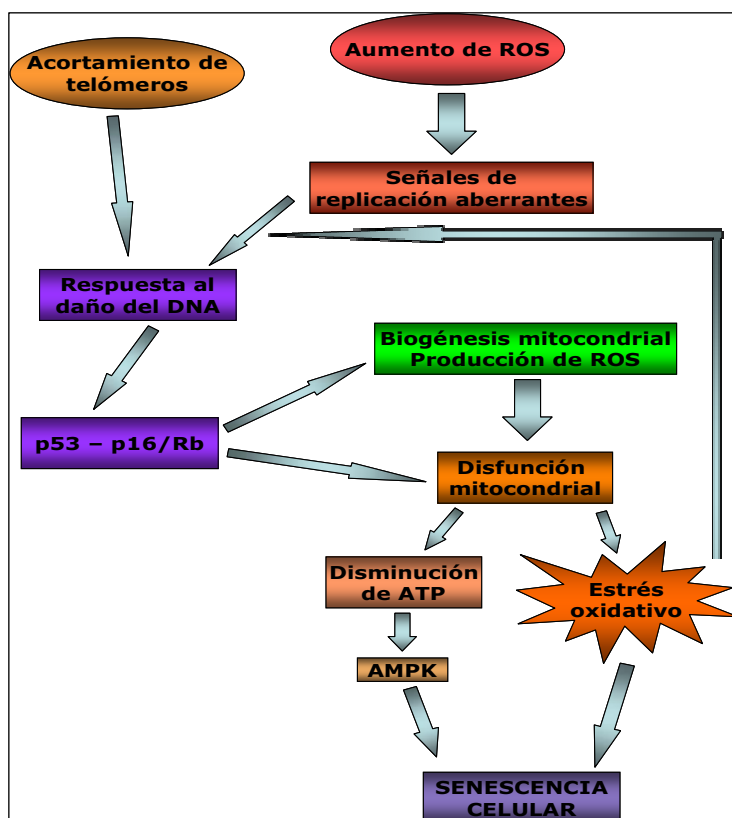 Acortamiento de
telómeros
Aumento de ROS
Señales de
replicación aberrantes
Respuesta al
daño del DNA
Biogénesis mitocondrial
Producción de ROS
p53 – p16/Rb
Disfunción
mitocondrial
Disminución
de ATP
Estrés
oxidativo
AMPK
SENESCENCIA
CELULAR